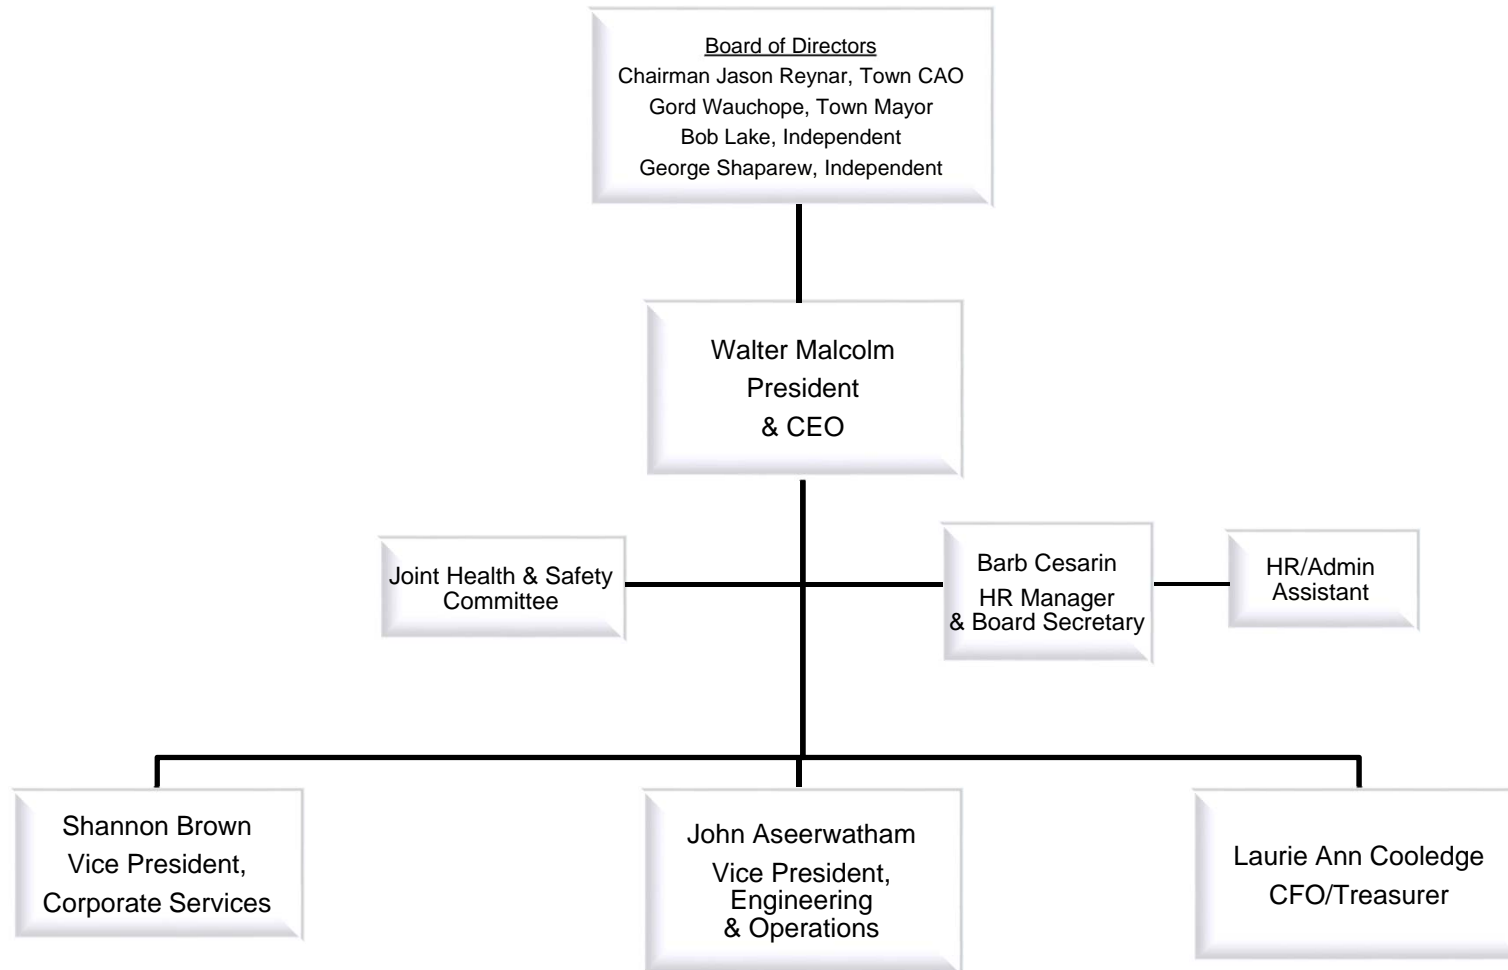 Board of Directors
Chairman Jason Reynar, Town CAO
Gord Wauchope, Town Mayor
Bob Lake, Independent
George Shaparew, Independent
Walter Malcolm
President
& CEO
Joint Health & Safety
Committee
Barb Cesarin
HR Manager
& Board Secretary
HR/Admin
Assistant
Shannon Brown
Vice President,
Corporate Services
John Aseerwatham
Vice President,
Engineering
& Operations
Laurie Ann Cooledge
CFO/Treasurer